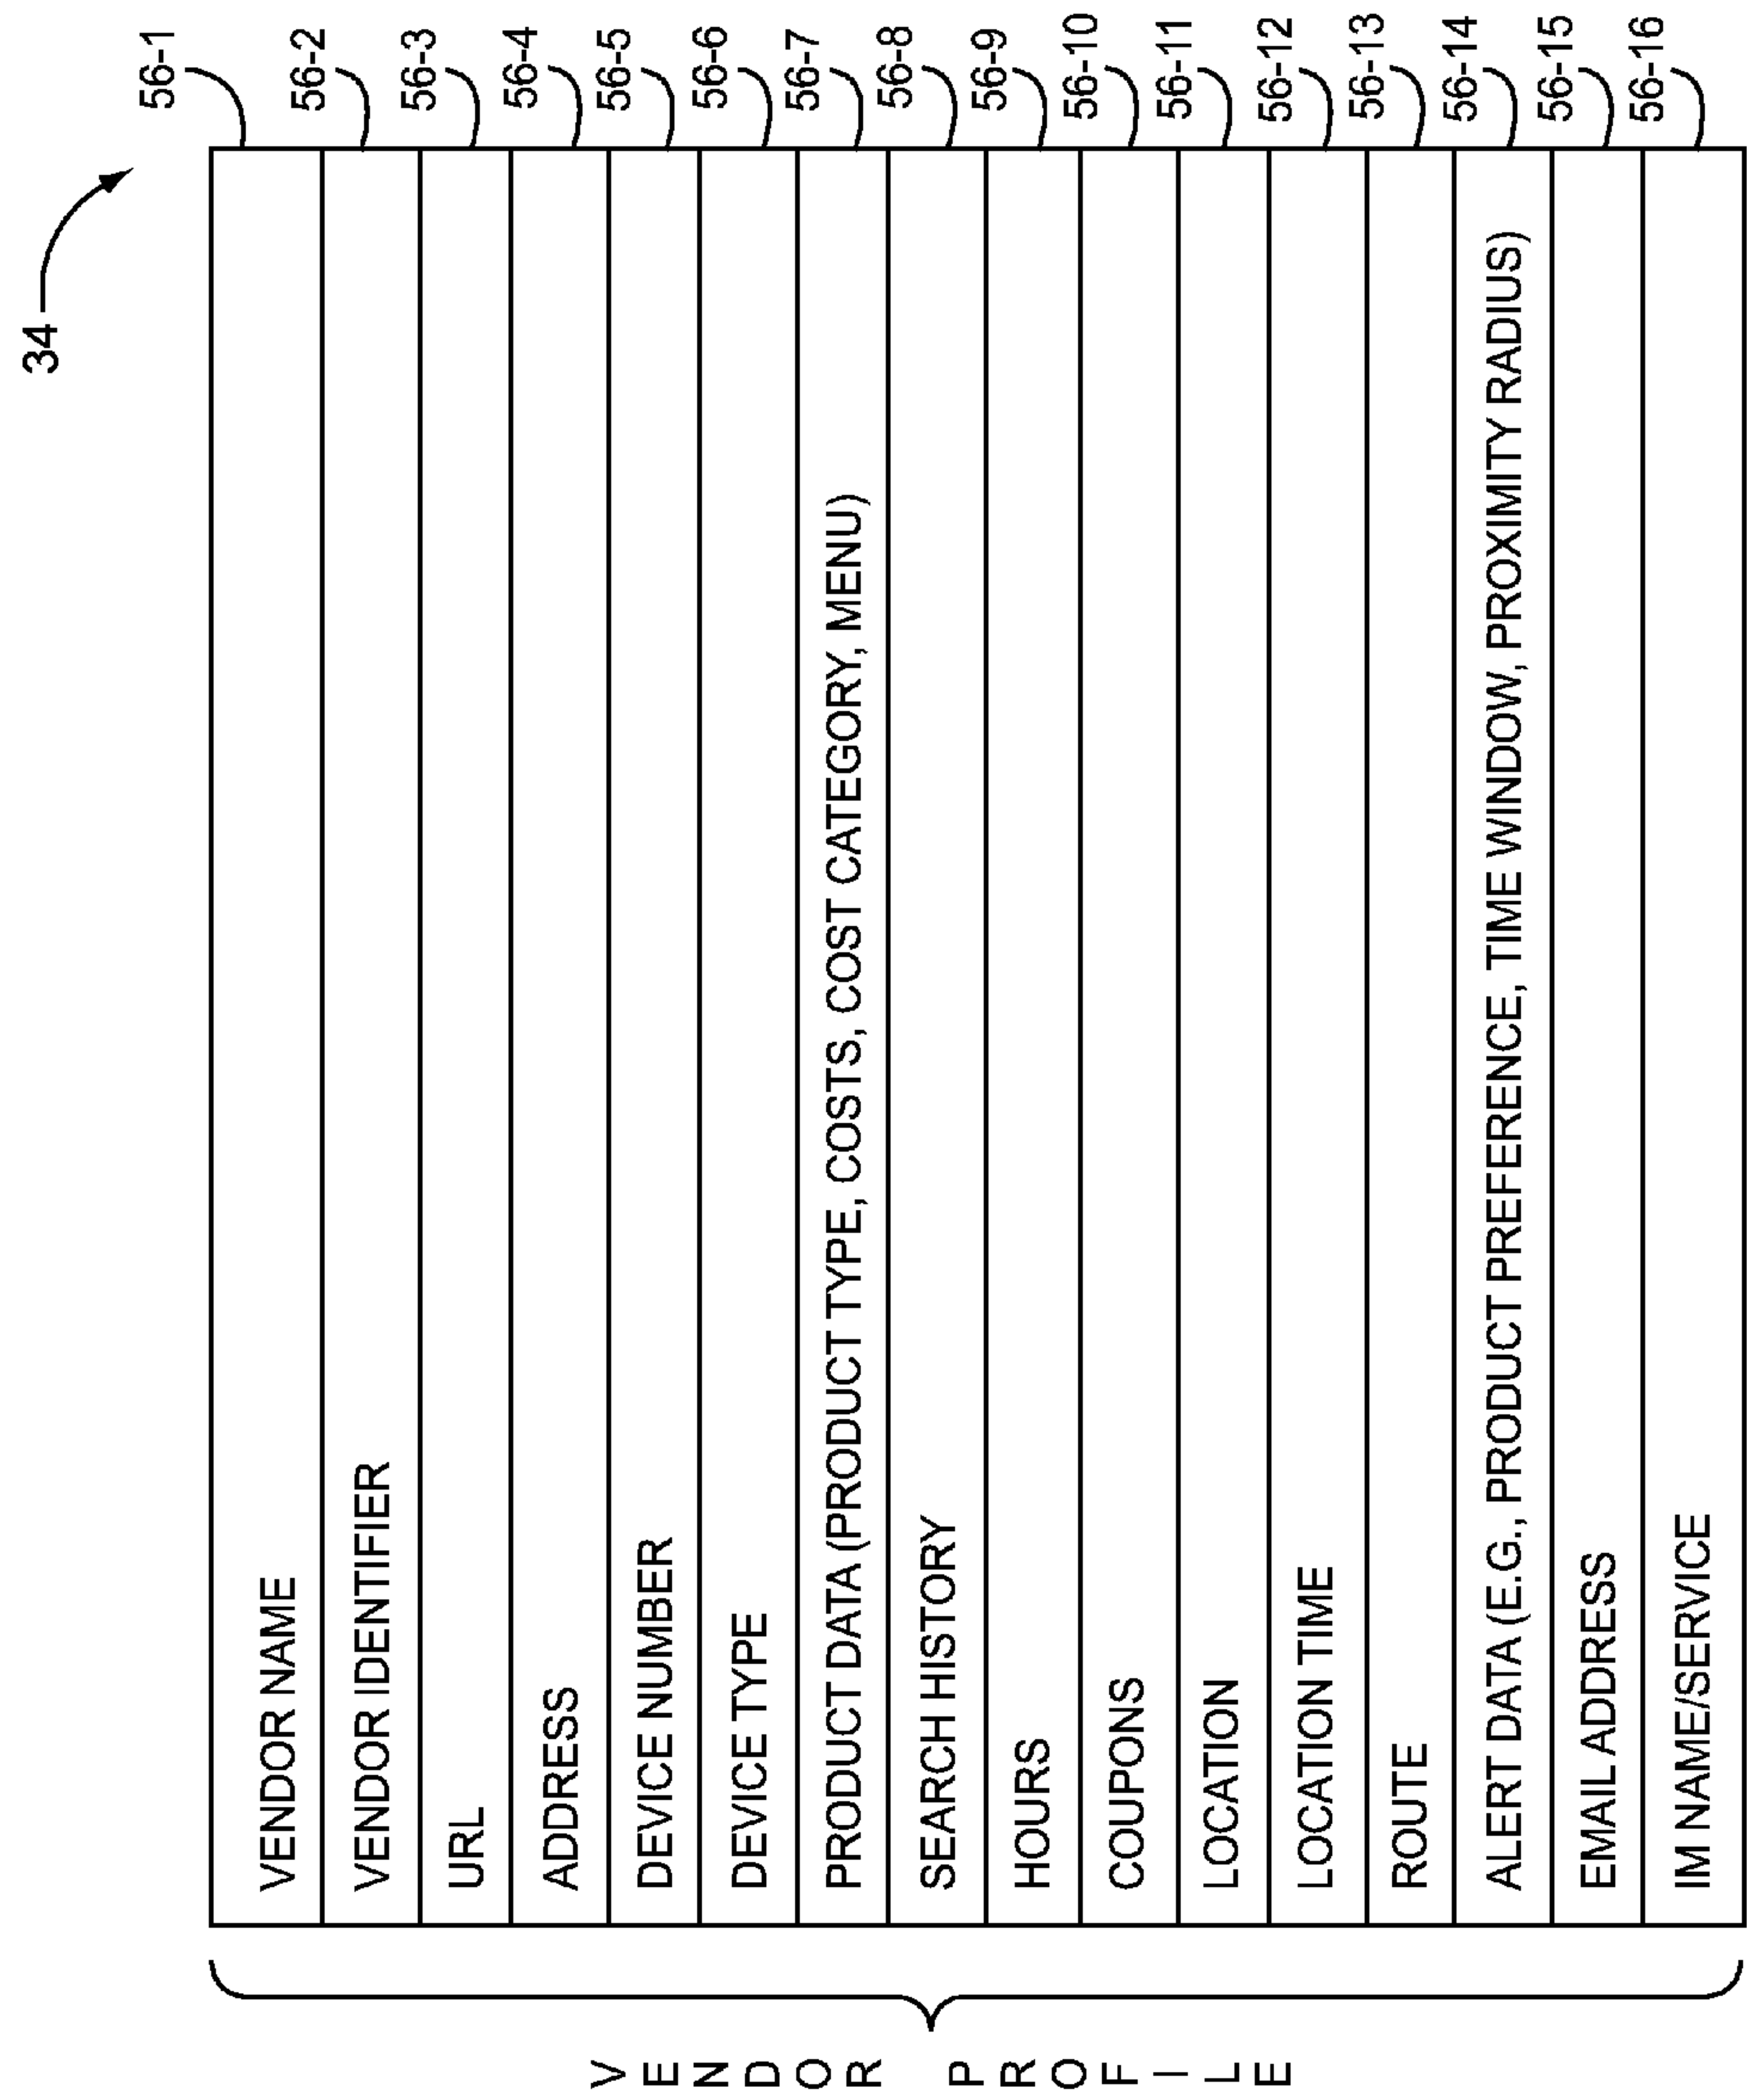 34
VENDOR PROFILE
VENDOR NAME 56-1
VENDOR IDENTIFIER 56-2
URL 56-3
ADDRESS 56-4
DEVICE NUMBER 56-5
DEVICE TYPE 56-6
PRODUCT DATA (PRODUCT TYPE, COSTS, COST CATEGORY, MENU) 56-7
SEARCH HISTORY 56-8
HOURS 56-9
COUPONS 56-10
LOCATION 56-11
LOCATION TIME 56-12
ROUTE 56-13
ALERT DATA (E.G., PRODUCT PREFERENCE, TIME WINDOW, PROXIMITY RADIUS) 56-14
EMAIL ADDRESS 56-15
IM NAME/SERVICE 56-16